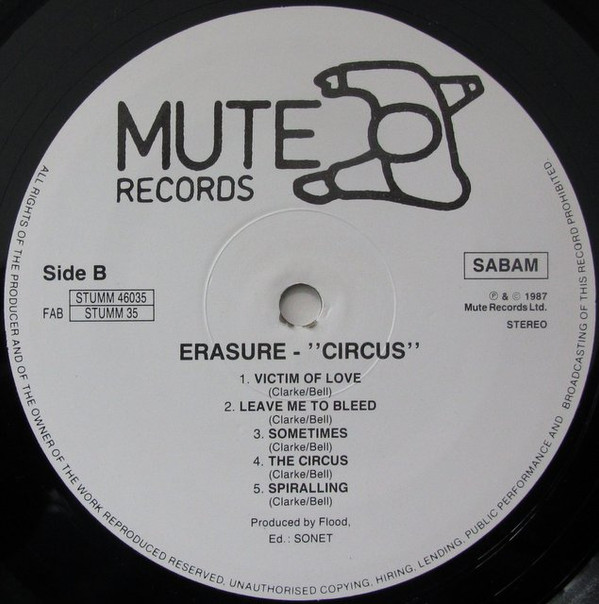 MUTE
RECORDS
Side B
STUMM 46035
FAB STUMM 35
SABAM
Ⓟ & © 1987
Mute Records Ltd.
STEREO
ERASURE - ’’CIRCUS’’
1. VICTIM OF LOVE
(Clarke/Bell)
2. LEAVE ME TO BLEED
(Clarke/Bell)
3. SOMETIMES
(Clarke/Bell)
4. THE CIRCUS
(Clarke/Bell)
5. SPIRALLING
(Clarke/Bell)
Produced by Flood,
Ed.: SONET
ALL RIGHTS OF THE PRODUCER AND OF THE OWNER OF THE WORK REPRODUCED RESERVED. UNAUTHORISED COPYING, HIRING, LENDING, PUBLIC PERFORMANCE AND BROADCASTING OF THIS RECORD PROHIBITED